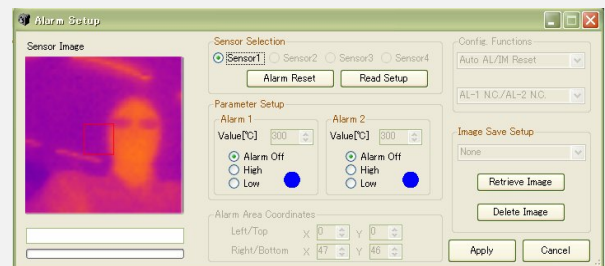 Alarm Setup
Sensor Image
Sensor Selection
Sensor1 Sensor2 Sensor3 Sensor4
Alarm Reset Read Setup
Parameter Setup
Alarm 1 Alarm 2
Value[℃] 300 Value[℃] 300
Alarm Off Alarm Off
High High
Low Low
Alarm Area Coordinates
Left/Top X 0 Y 0
Right/Bottom X 47 Y 46
Config. Functions
Auto AL/IM Reset
AL-1 N.C./AL-2 N.C.
Image Save Setup
None
Retrieve Image
Delete Image
Apply Cancel